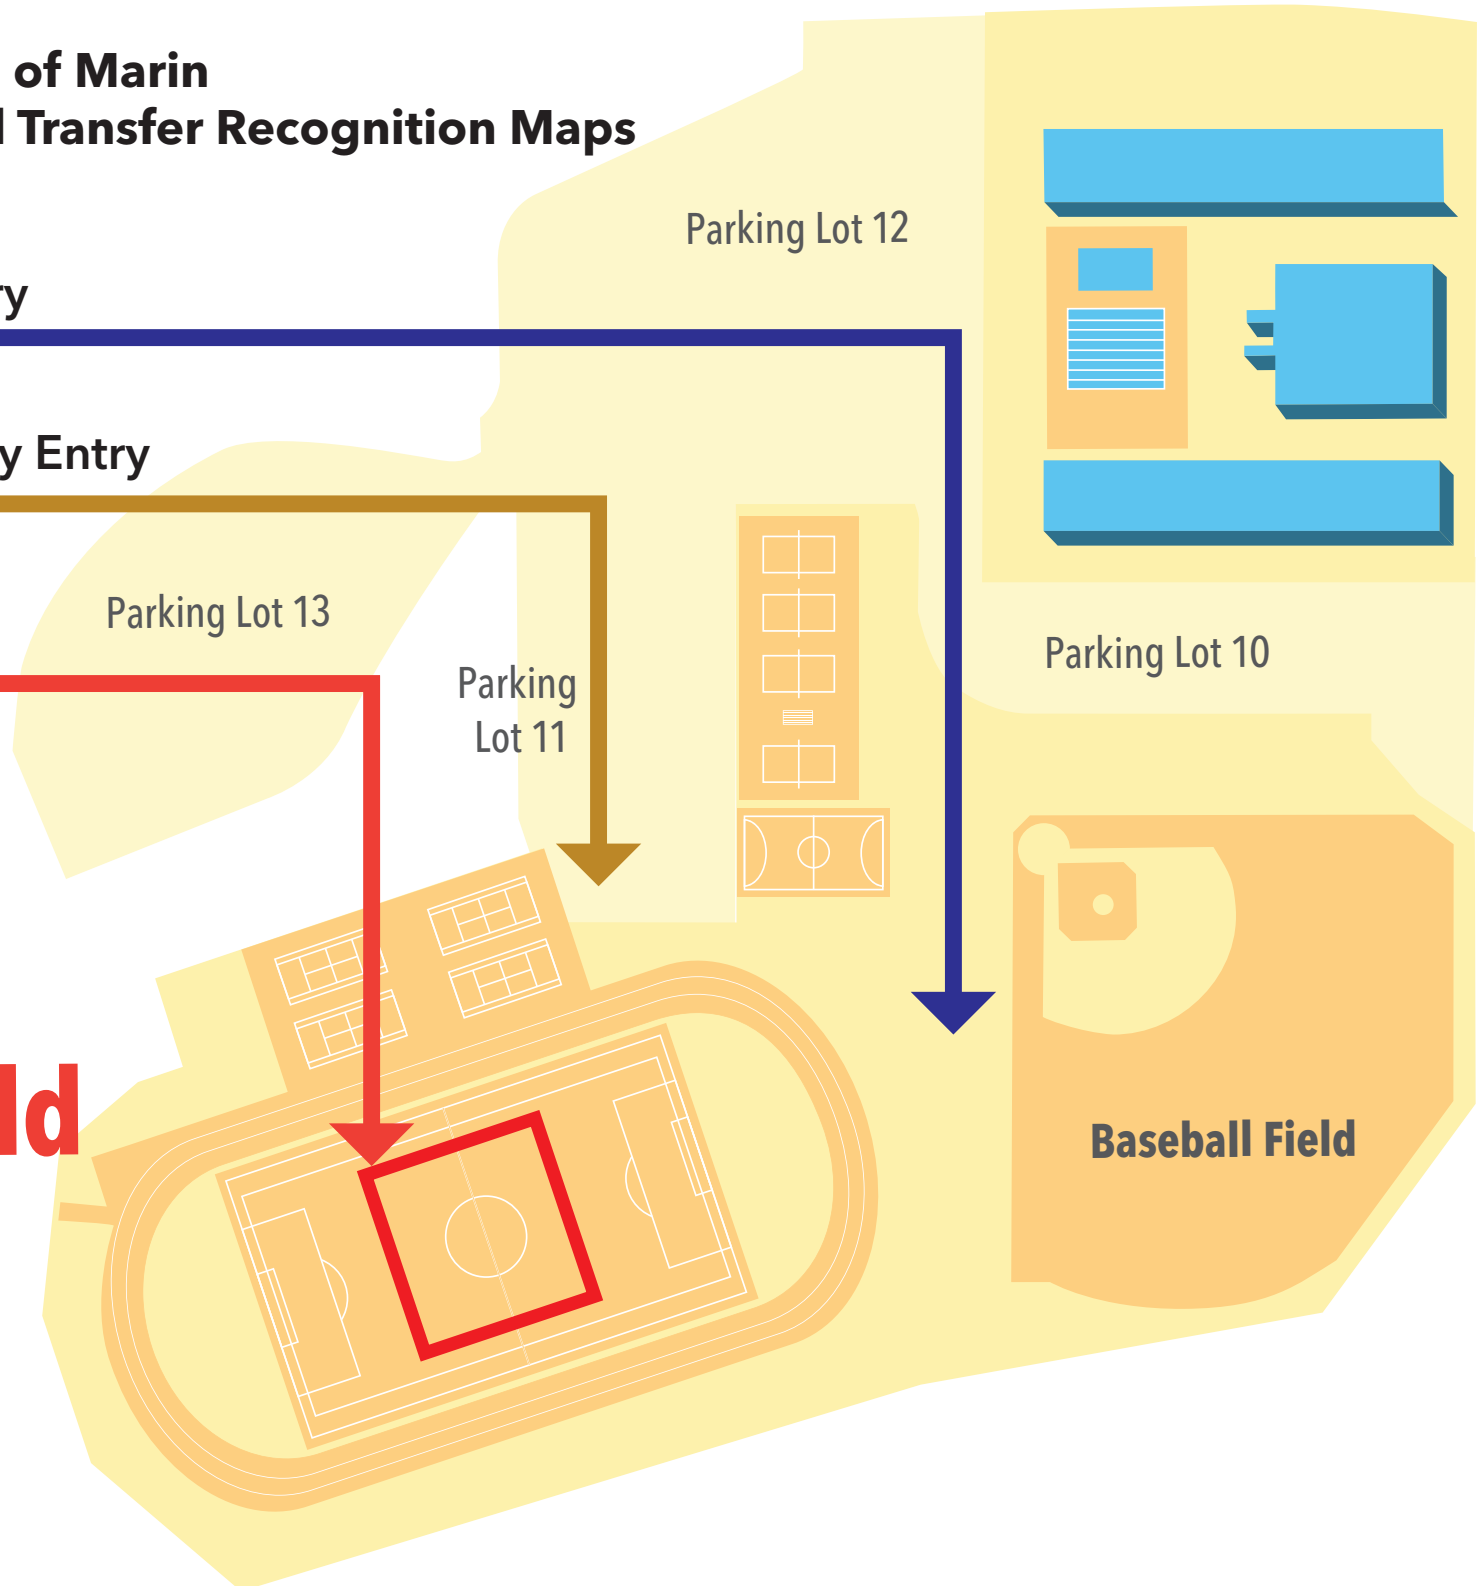 of Marin
Transfer Recognition Maps
Parking Lot 12
Entry
Parking Lot 13
Parking Lot 10
Parking
Lot 11
Baseball Field